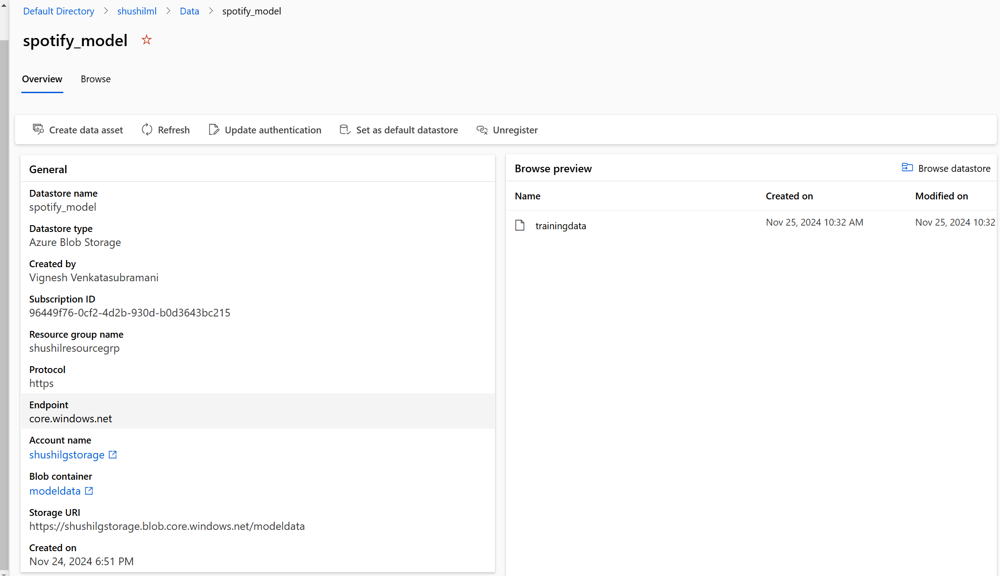 Default Directory > shushilml > Data > spotify_model
spotify_model
Overview Browse
Create data asset Refresh Update authentication Set as default datastore Unregister
General
Datastore name
spotify_model
Datastore type
Azure Blob Storage
Created by
Vignesh Venkatasubramani
Subscription ID
96449f76-0cf2-4d2b-930d-b0d3643bc215
Resource group name
shushilresourcegrp
Protocol
https
Endpoint
core.windows.net
Account name
shushilgstorage
Blob container
modeldata
Storage URI
https://shushilgstorage.blob.core.windows.net/modeldata
Created on
Nov 24, 2024 6:51 PM
Browse preview Browse datastore
Name Created on Modified on
trainingdata Nov 25, 2024 10:32 AM Nov 25, 2024 10:32